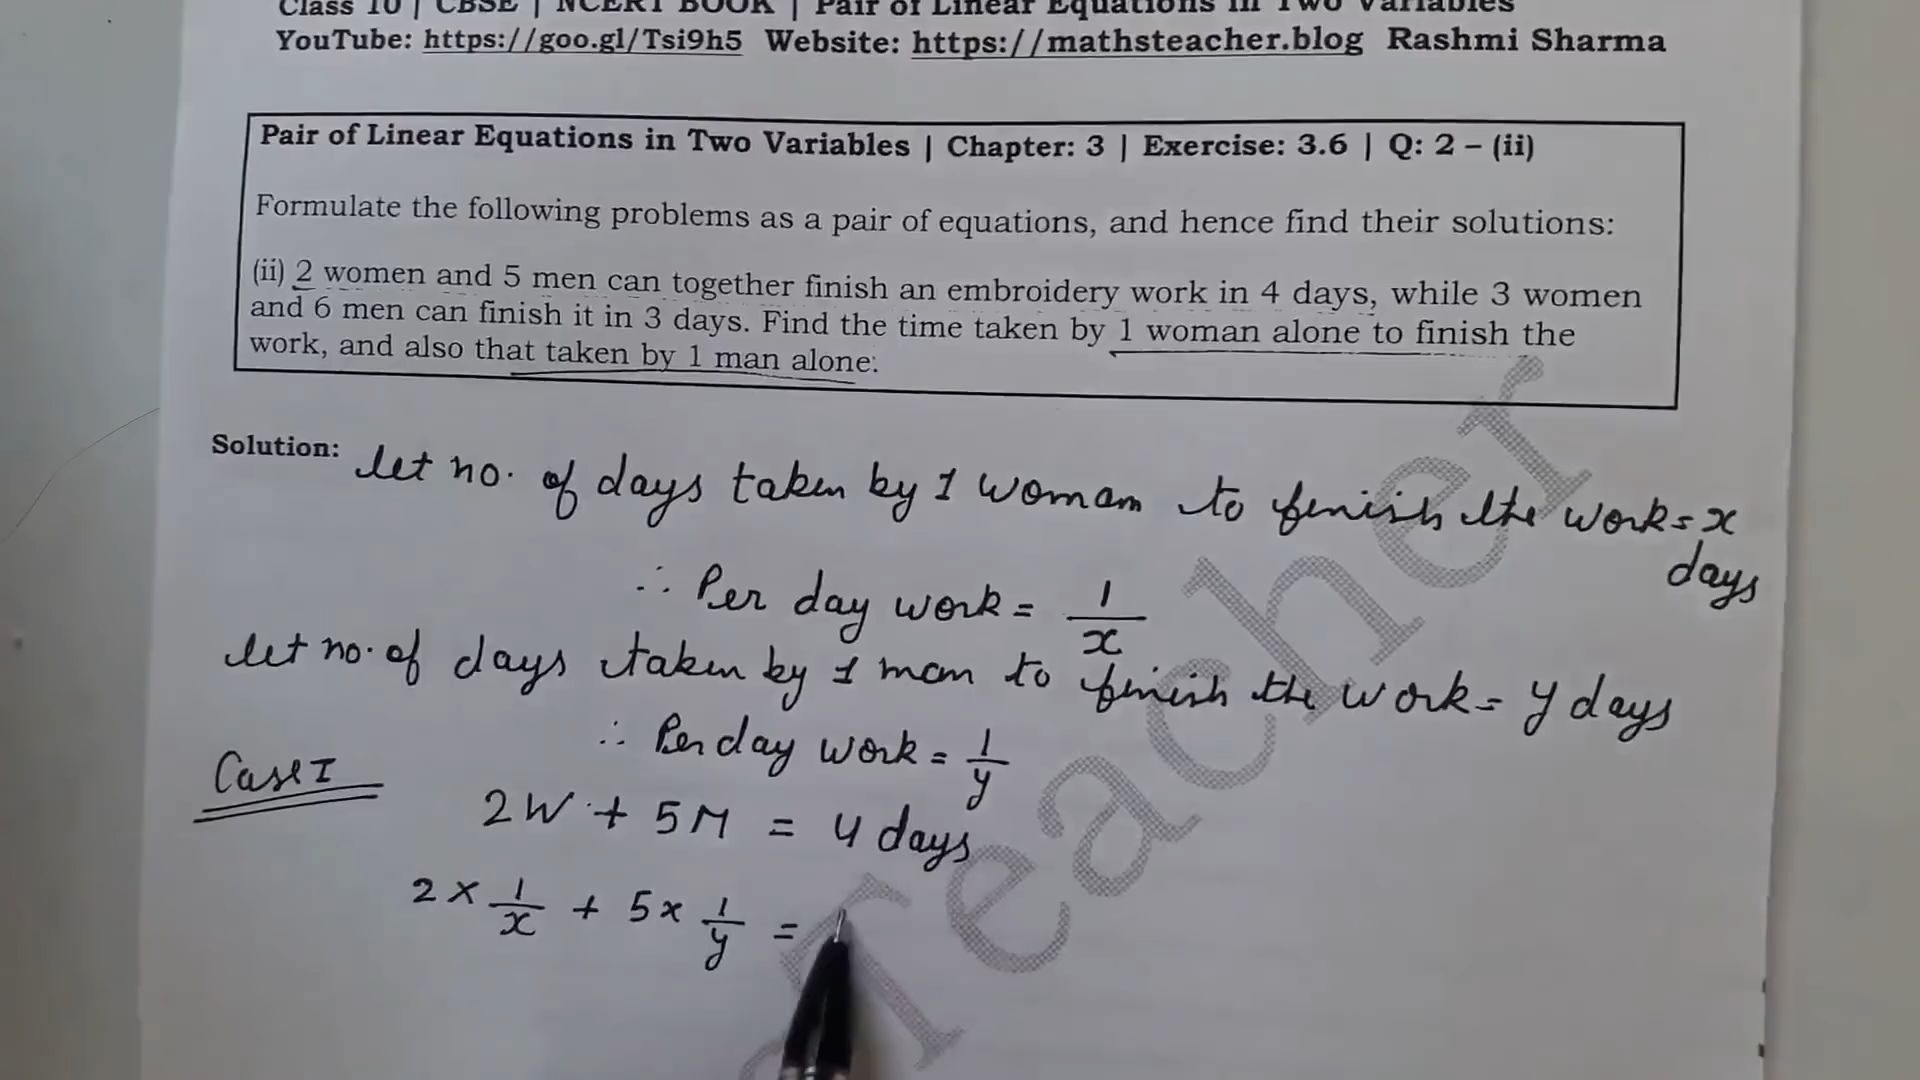 Class 10 | CBSE | NCERT BOOK | Pair of Linear Equations in Two Variables
YouTube: https://goo.gl/Tsi9h5 Website: https://mathsteacher.blog Rashmi Sharma
Pair of Linear Equations in Two Variables | Chapter: 3 | Exercise: 3.6 | Q: 2 – (ii)
Formulate the following problems as a pair of equations, and hence find their solutions:
(ii) 2 women and 5 men can together finish an embroidery work in 4 days, while 3 women
and 6 men can finish it in 3 days. Find the time taken by 1 woman alone to finish the
work, and also that taken by 1 man alone:
Solution: let no. of days taken by 1 woman to finish the work = x
days
∴ Per day work = 1/x
let no. of days taken by 1 man to finish the work = y days
∴ Per day work = 1/y
Case I
2W + 5M = 4 days
2 × 1/x + 5 × 1/y =
Teacher